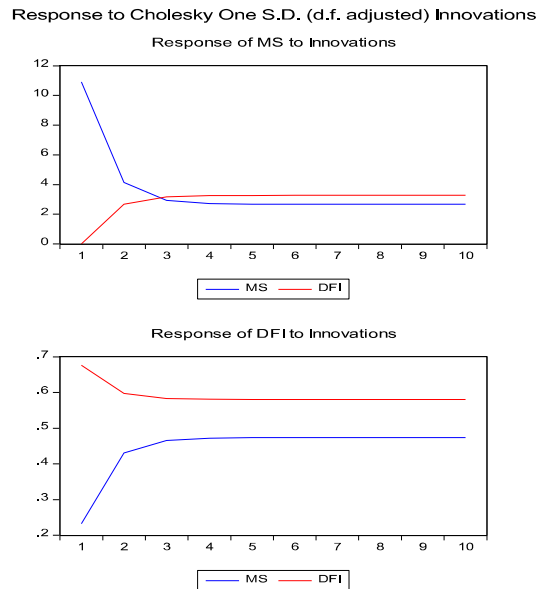 Response to Cholesky One S.D. (d.f. adjusted) Innovations
Response of MS to Innovations
12
10
8
6
4
2
0
1 2 3 4 5 6 7 8 9 10
MS DFI
Response of DFI to Innovations
.7
.6
.5
.4
.3
.2
1 2 3 4 5 6 7 8 9 10
MS DFI